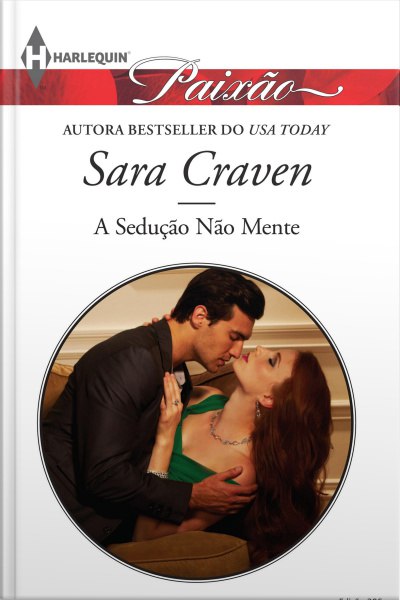 HARLEQUIN®
Paixão
AUTORA BESTSELLER DO USA TODAY
Sara Craven
A Sedução Não Mente